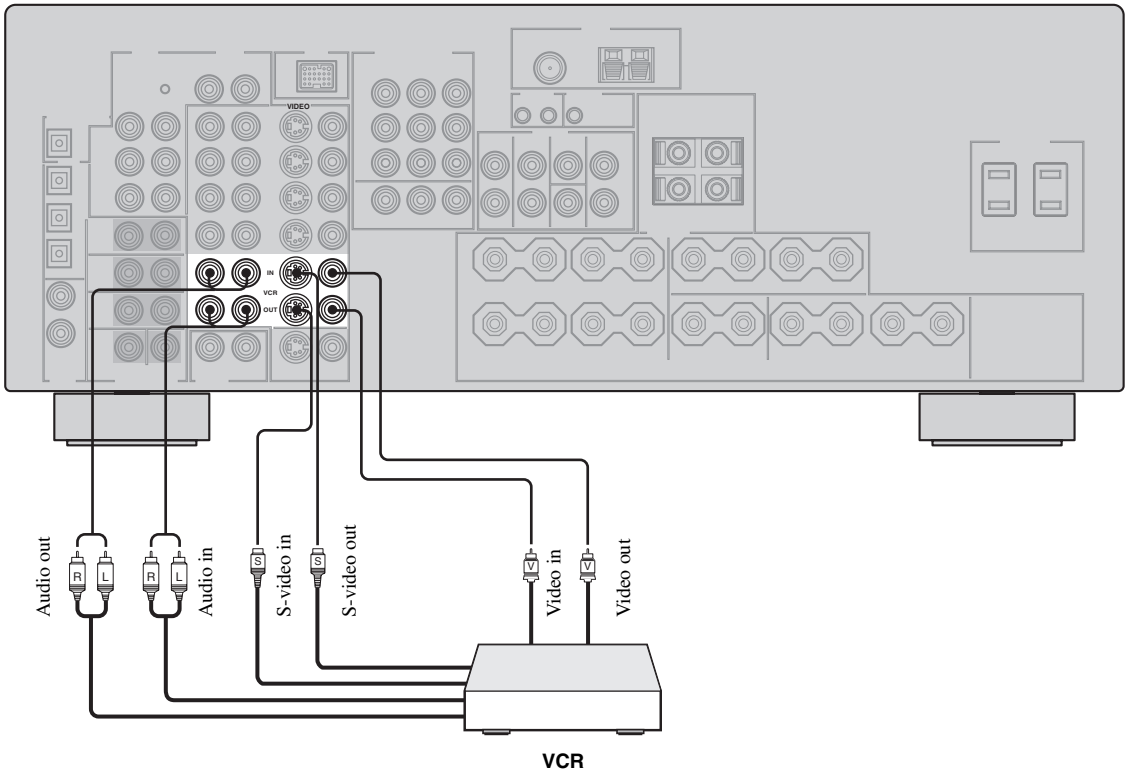 VIDEO
IN
VCR
OUT
Audio out
R
L
R
L
Audio in
S
S-video in
S
S-video out
V
Video in
V
Video out
VCR